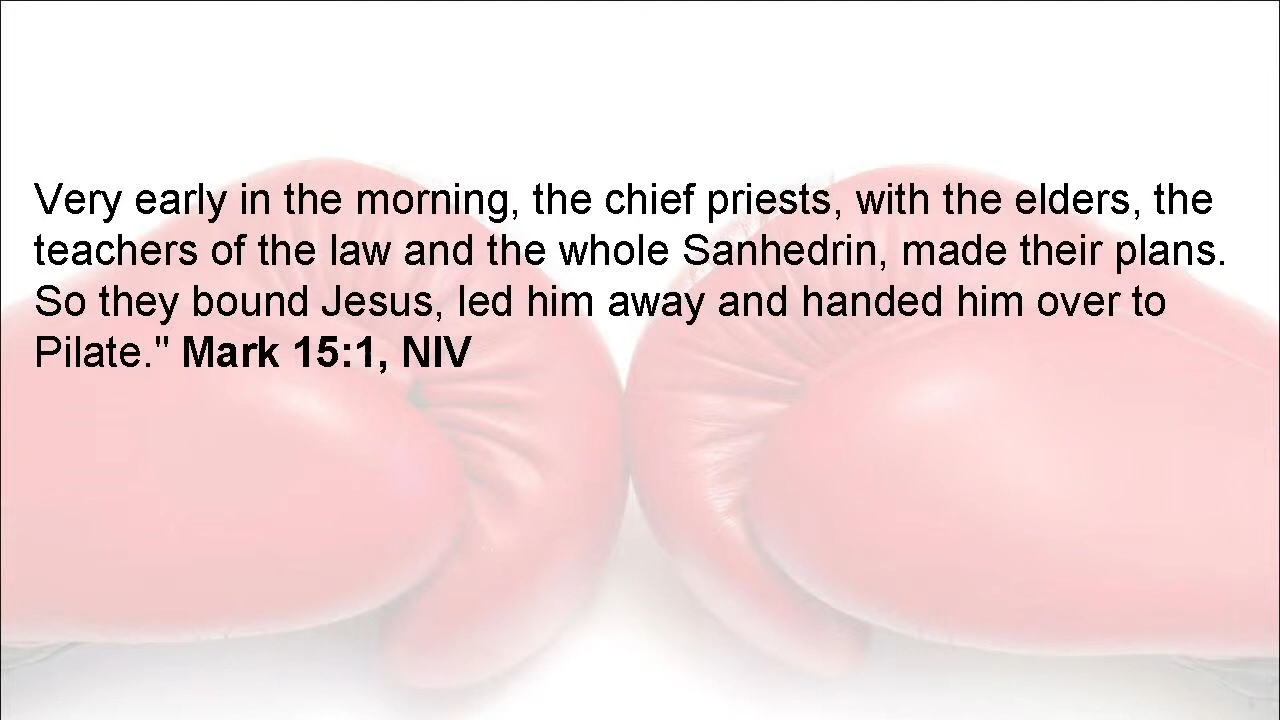 Very early in the morning, the chief priests, with the elders, the
teachers of the law and the whole Sanhedrin, made their plans.
So they bound Jesus, led him away and handed him over to
Pilate." Mark 15:1, NIV